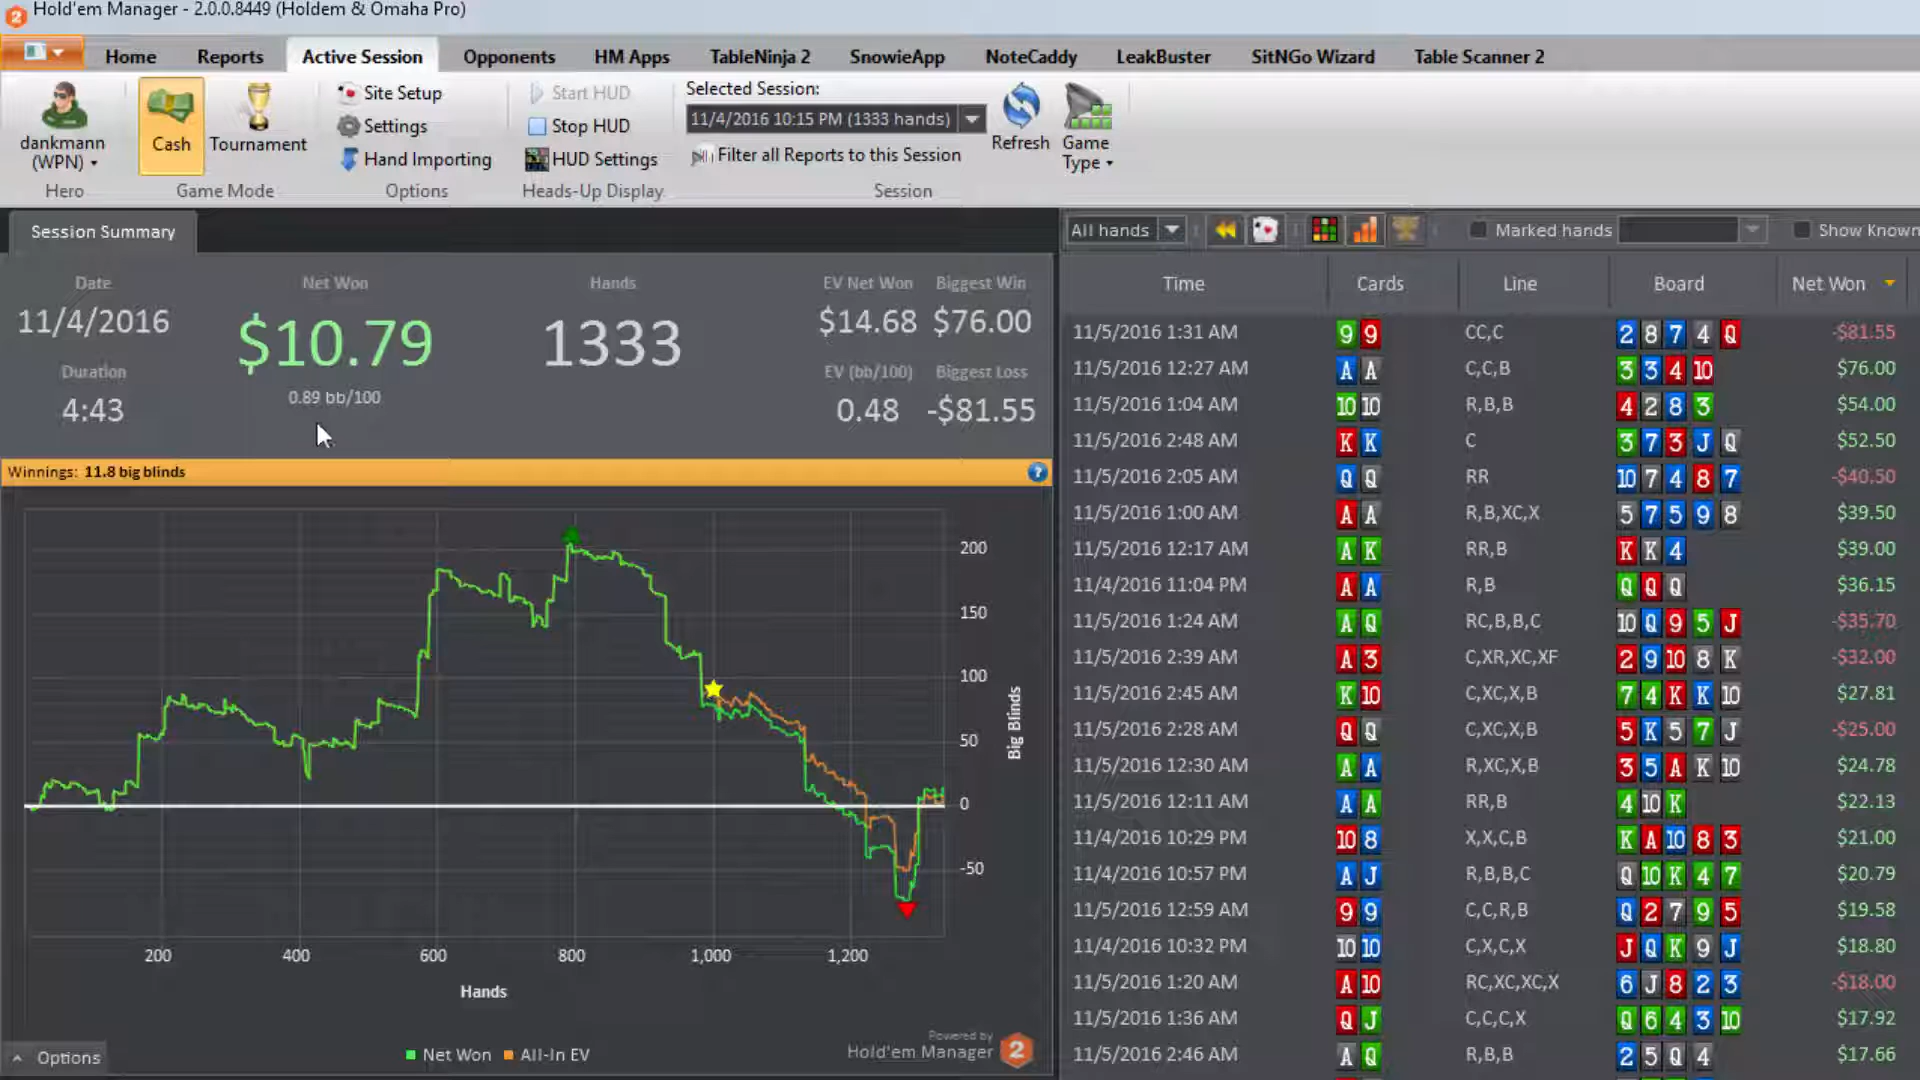 Hold'em Manager - 2.0.0.8449 (Holdem & Omaha Pro)
Home Reports Active Session Opponents HM Apps TableNinja 2 SnowieApp NoteCaddy LeakBuster SitNGo Wizard Table Scanner 2
dankmann (WPN)
Hero
Cash
Tournament
Game Mode
Site Setup
Settings
Hand Importing
Options
Start HUD
Stop HUD
HUD Settings
Heads-Up Display
Selected Session:
11/4/2016 10:15 PM (1333 hands)
Filter all Reports to this Session
Refresh
Game Type
Session
Session Summary
Date
11/4/2016
Duration
4:43
Net Won
$10.79
0.89 bb/100
Hands
1333
EV Net Won
$14.68
EV (bb/100)
0.48
Biggest Win
$76.00
Biggest Loss
-$81.55
Winnings: 11.8 big blinds
?
200
150
100
50
0
-50
Big Blinds
200 400 600 800 1,000 1,200
Hands
Net Won All-In EV
Powered by
Hold'em Manager 2
Options
All hands Marked hands Show Known
Time Cards Line Board Net Won
11/5/2016 1:31 AM 9 9 CC,C 2 8 7 4 Q -$81.55
11/5/2016 12:27 AM A A C,C,B 3 3 4 10 $76.00
11/5/2016 1:04 AM 10 10 R,B,B 4 2 8 3 $54.00
11/5/2016 2:48 AM K K C 3 7 3 J Q $52.50
11/5/2016 2:05 AM Q Q RR 10 7 4 8 7 -$40.50
11/5/2016 1:00 AM A A R,B,XC,X 5 7 5 9 8 $39.50
11/5/2016 12:17 AM A K RR,B K K 4 $39.00
11/4/2016 11:04 PM A A R,B Q Q Q $36.15
11/5/2016 1:24 AM A Q RC,B,B,C 10 Q 9 5 J -$35.70
11/5/2016 2:39 AM A 3 C,XR,XC,XF 2 9 10 8 K -$32.00
11/5/2016 2:45 AM K 10 C,XC,X,B 7 4 K K 10 $27.81
11/5/2016 2:28 AM Q Q C,XC,X,B 5 K 5 7 J -$25.00
11/5/2016 12:30 AM A A R,XC,X,B 3 5 A K 10 $24.78
11/5/2016 12:11 AM A A RR,B 4 10 K $22.13
11/4/2016 10:29 PM 10 8 X,X,C,B K A 10 8 3 $21.00
11/4/2016 10:57 PM A J R,B,B,C Q 10 K 4 7 $20.79
11/5/2016 12:59 AM 9 9 C,C,R,B Q 2 7 9 5 $19.58
11/4/2016 10:32 PM 10 10 C,X,C,X J Q K 9 J $18.80
11/5/2016 1:20 AM A 10 RC,XC,XC,X 6 J 8 2 3 -$18.00
11/5/2016 1:36 AM Q J C,C,C,X Q 6 4 3 10 $17.92
11/5/2016 2:46 AM A Q R,B,B 2 5 Q 4 $17.66